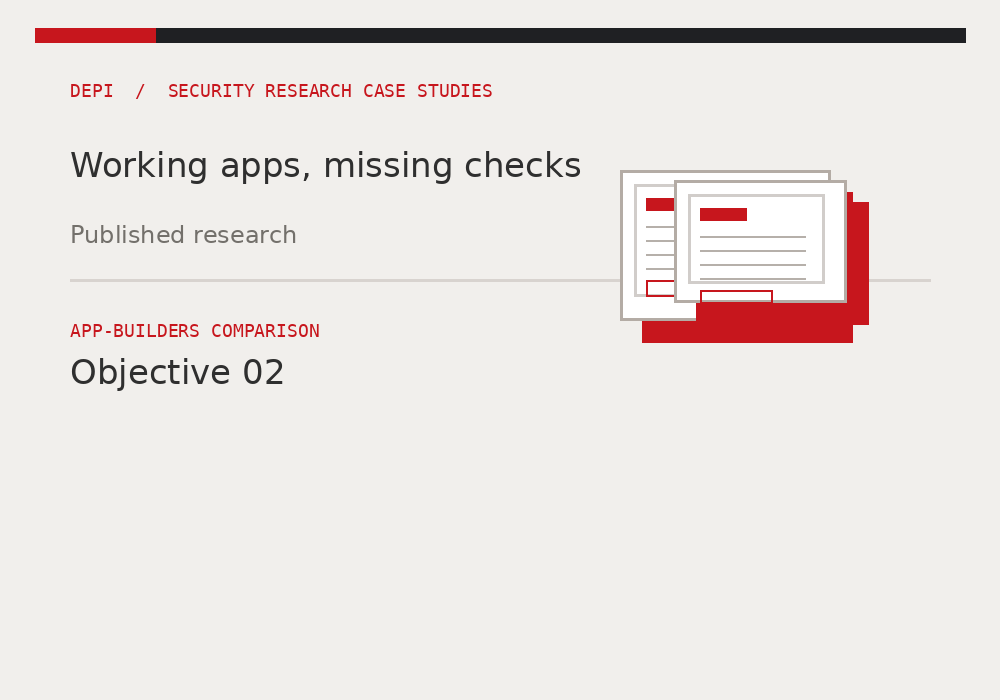 DEPI / SECURITY RESEARCH CASE STUDIES
Working apps, missing checks
Published research
APP-BUILDERS COMPARISON
Objective 02